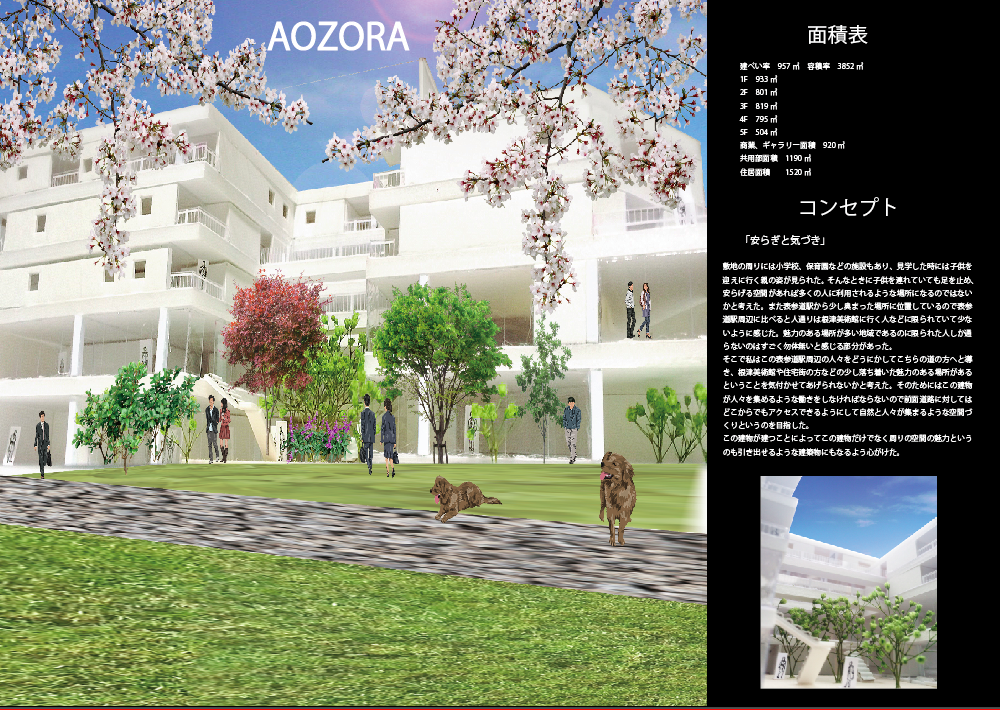 AOZORA
面積表
建ぺい率　957 ㎡　容積率　3852 ㎡
1F　933 ㎡
2F　801 ㎡
3F　819 ㎡
4F　795 ㎡
5F　504 ㎡
商業、ギャラリー面積　920 ㎡
共用部面積　1190 ㎡
住居面積　　1520 ㎡
コンセプト
「安らぎと気づき」
敷地の周りには小学校、保育園などの施設もあり、見学した時には子供を
迎えに行く親の姿が見られた。そんなときに子供を連れていても足を止め、
安らげる空間があれば多くの人に利用されるような場所になるのではない
かと考えた。また表参道駅から少し奥まった場所に位置しているので表参
道駅周辺に比べると人通りは根津美術館に行く人などに限られていて少な
いように感じた。魅力のある場所が多い地域であるのに限られた人しか通
らないのはすごく勿体無いと感じる部分があった。
そこで私はこの表参道駅周辺の人々をどうにかしてこちらの道の方へと導
き、根津美術館や住宅街の方などの少し落ち着いた魅力のある場所がある
ということを気付かせてあげられないかと考えた。そのためにはこの建物
が人々を集めるような働きをしなければならないので前面道路に対しては
どこからでもアクセスできるようにして自然と人々が集まるような空間づ
くりというのを目指した。
この建物が建つことによってこの建物だけでなく周りの空間の魅力という
のも引き出せるような建築物にもなるよう心がけた。